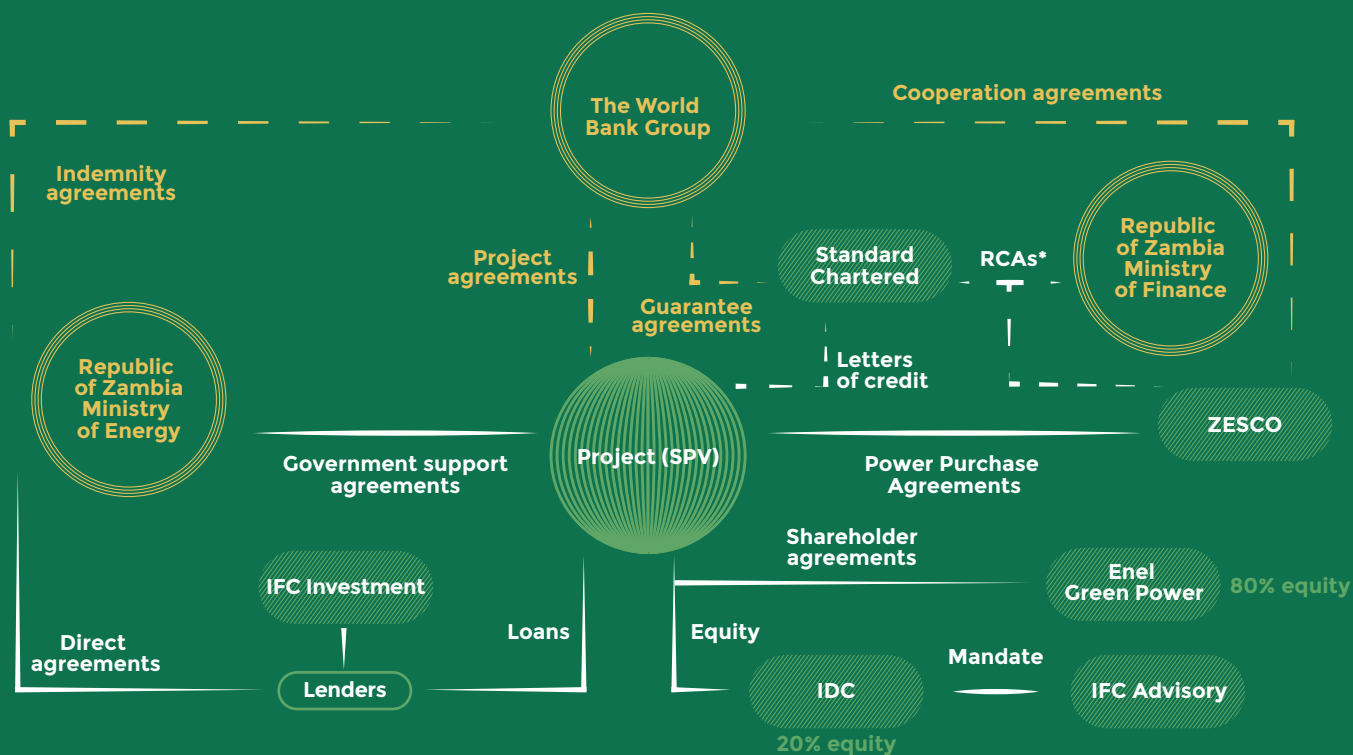 The World
Bank Group
Cooperation agreements
Indemnity
agreements
Republic
of Zambia
Ministry
of Finance
Project
agreements
Standard
Chartered
RCAs*
Guarantee
agreements
Letters
of credit
Republic
of Zambia
Ministry
of Energy
Project (SPV)
ZESCO
Government support
agreements
Power Purchase
Agreements
Shareholder
agreements
IFC Investment
Enel
Green Power
80% equity
Direct
agreements
Loans
Equity
Mandate
Lenders
IDC
IFC Advisory
20% equity